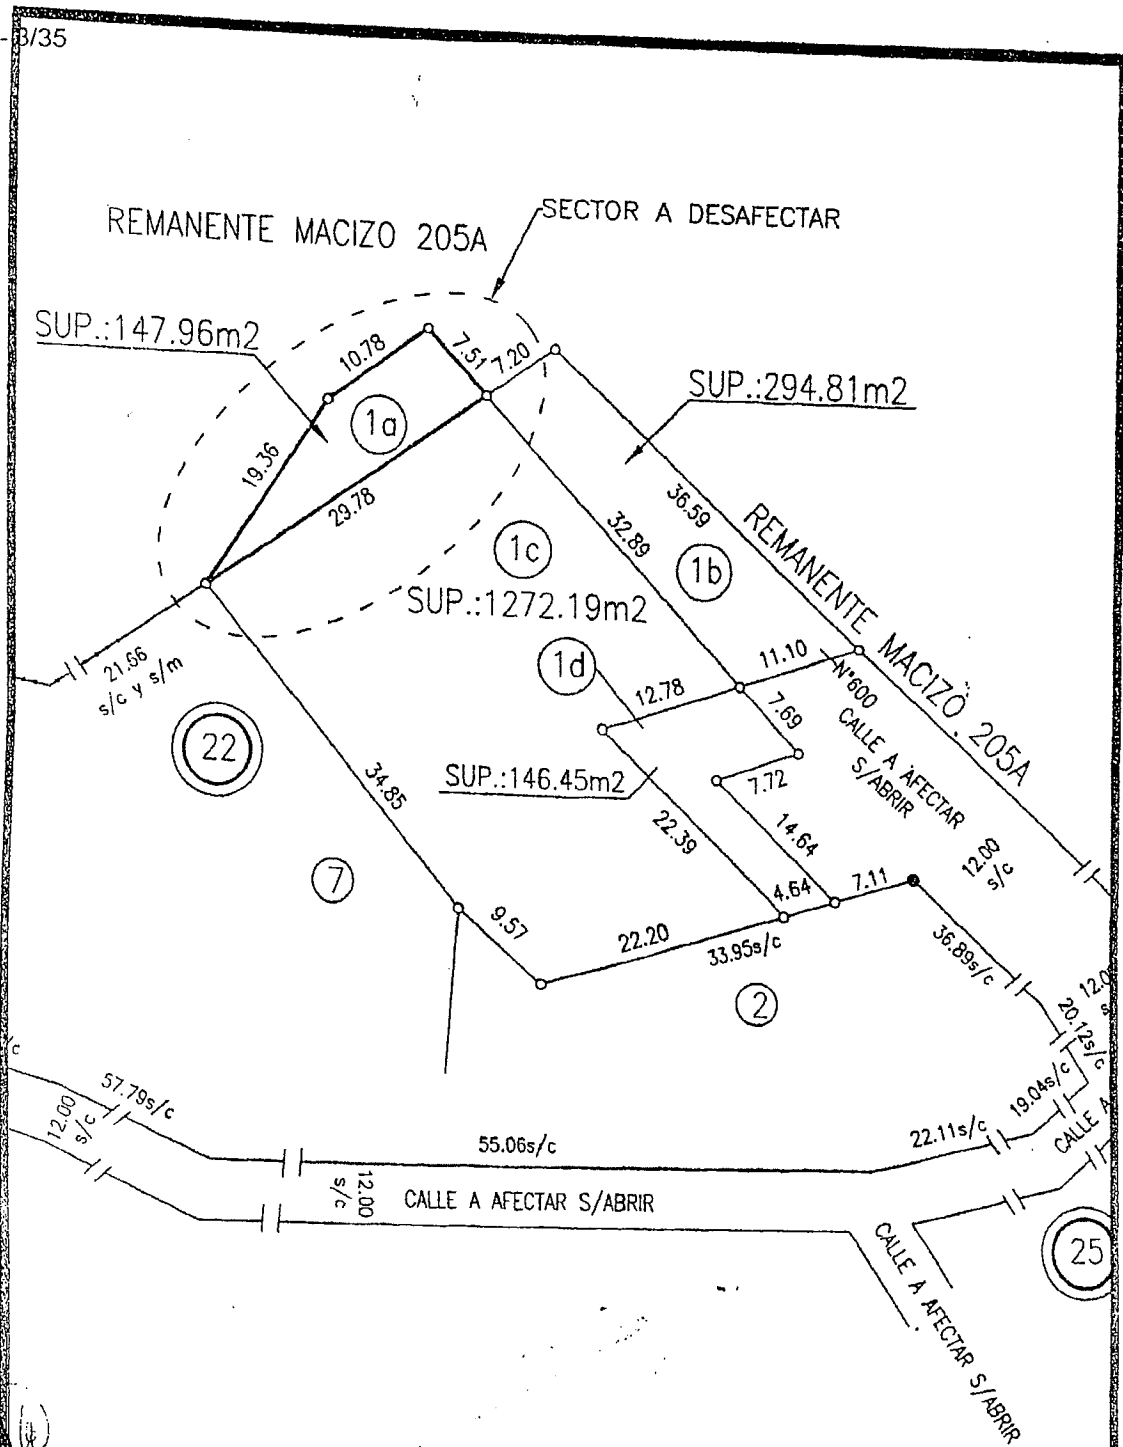 -3/35
REMANENTE MACIZO 205A
SECTOR A DESAFECTAR
SUP.:147.96m2
10.78
7.51
7.20
SUP.:294.81m2
1a
19.36
29.78
36.59
32.89
1c
1b
REMANENTE MACIZO 205A
SUP.:1272.19m2
1d
11.10
N°600
12.78
21.66
s/c y s/m
7.69
CALLE A AFECTAR
S/ABRIR
22
34.85
SUP.:146.45m2
7.72
22.39
14.64
12.00
s/c
7
4.64
7.11
9.57
22.20
33.95s/c
36.89s/c
2
12.0
s
20.12s/c
/c
57.79s/c
12.00
s/c
19.04s/c
22.11s/c
CALLE A
55.06s/c
12.00
s/c
CALLE A AFECTAR S/ABRIR
CALLE A AFECTAR S/ABRIR
25